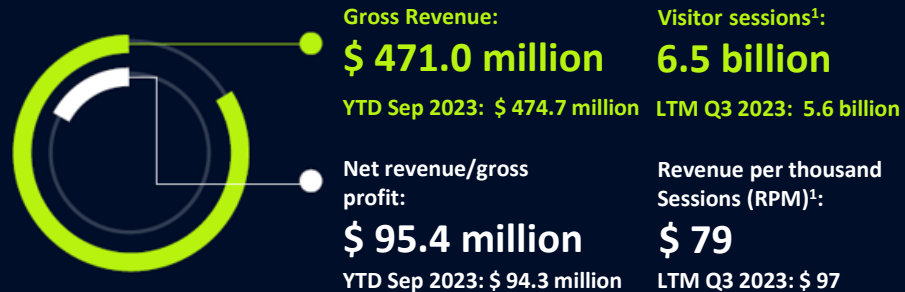 Gross Revenue:
$ 471.0 million
YTD Sep 2023: $ 474.7 million
Visitor sessions¹:
6.5 billion
LTM Q3 2023: 5.6 billion
Net revenue/gross
profit:
$ 95.4 million
YTD Sep 2023: $ 94.3 million
Revenue per thousand
Sessions (RPM)¹:
$ 79
LTM Q3 2023: $ 97